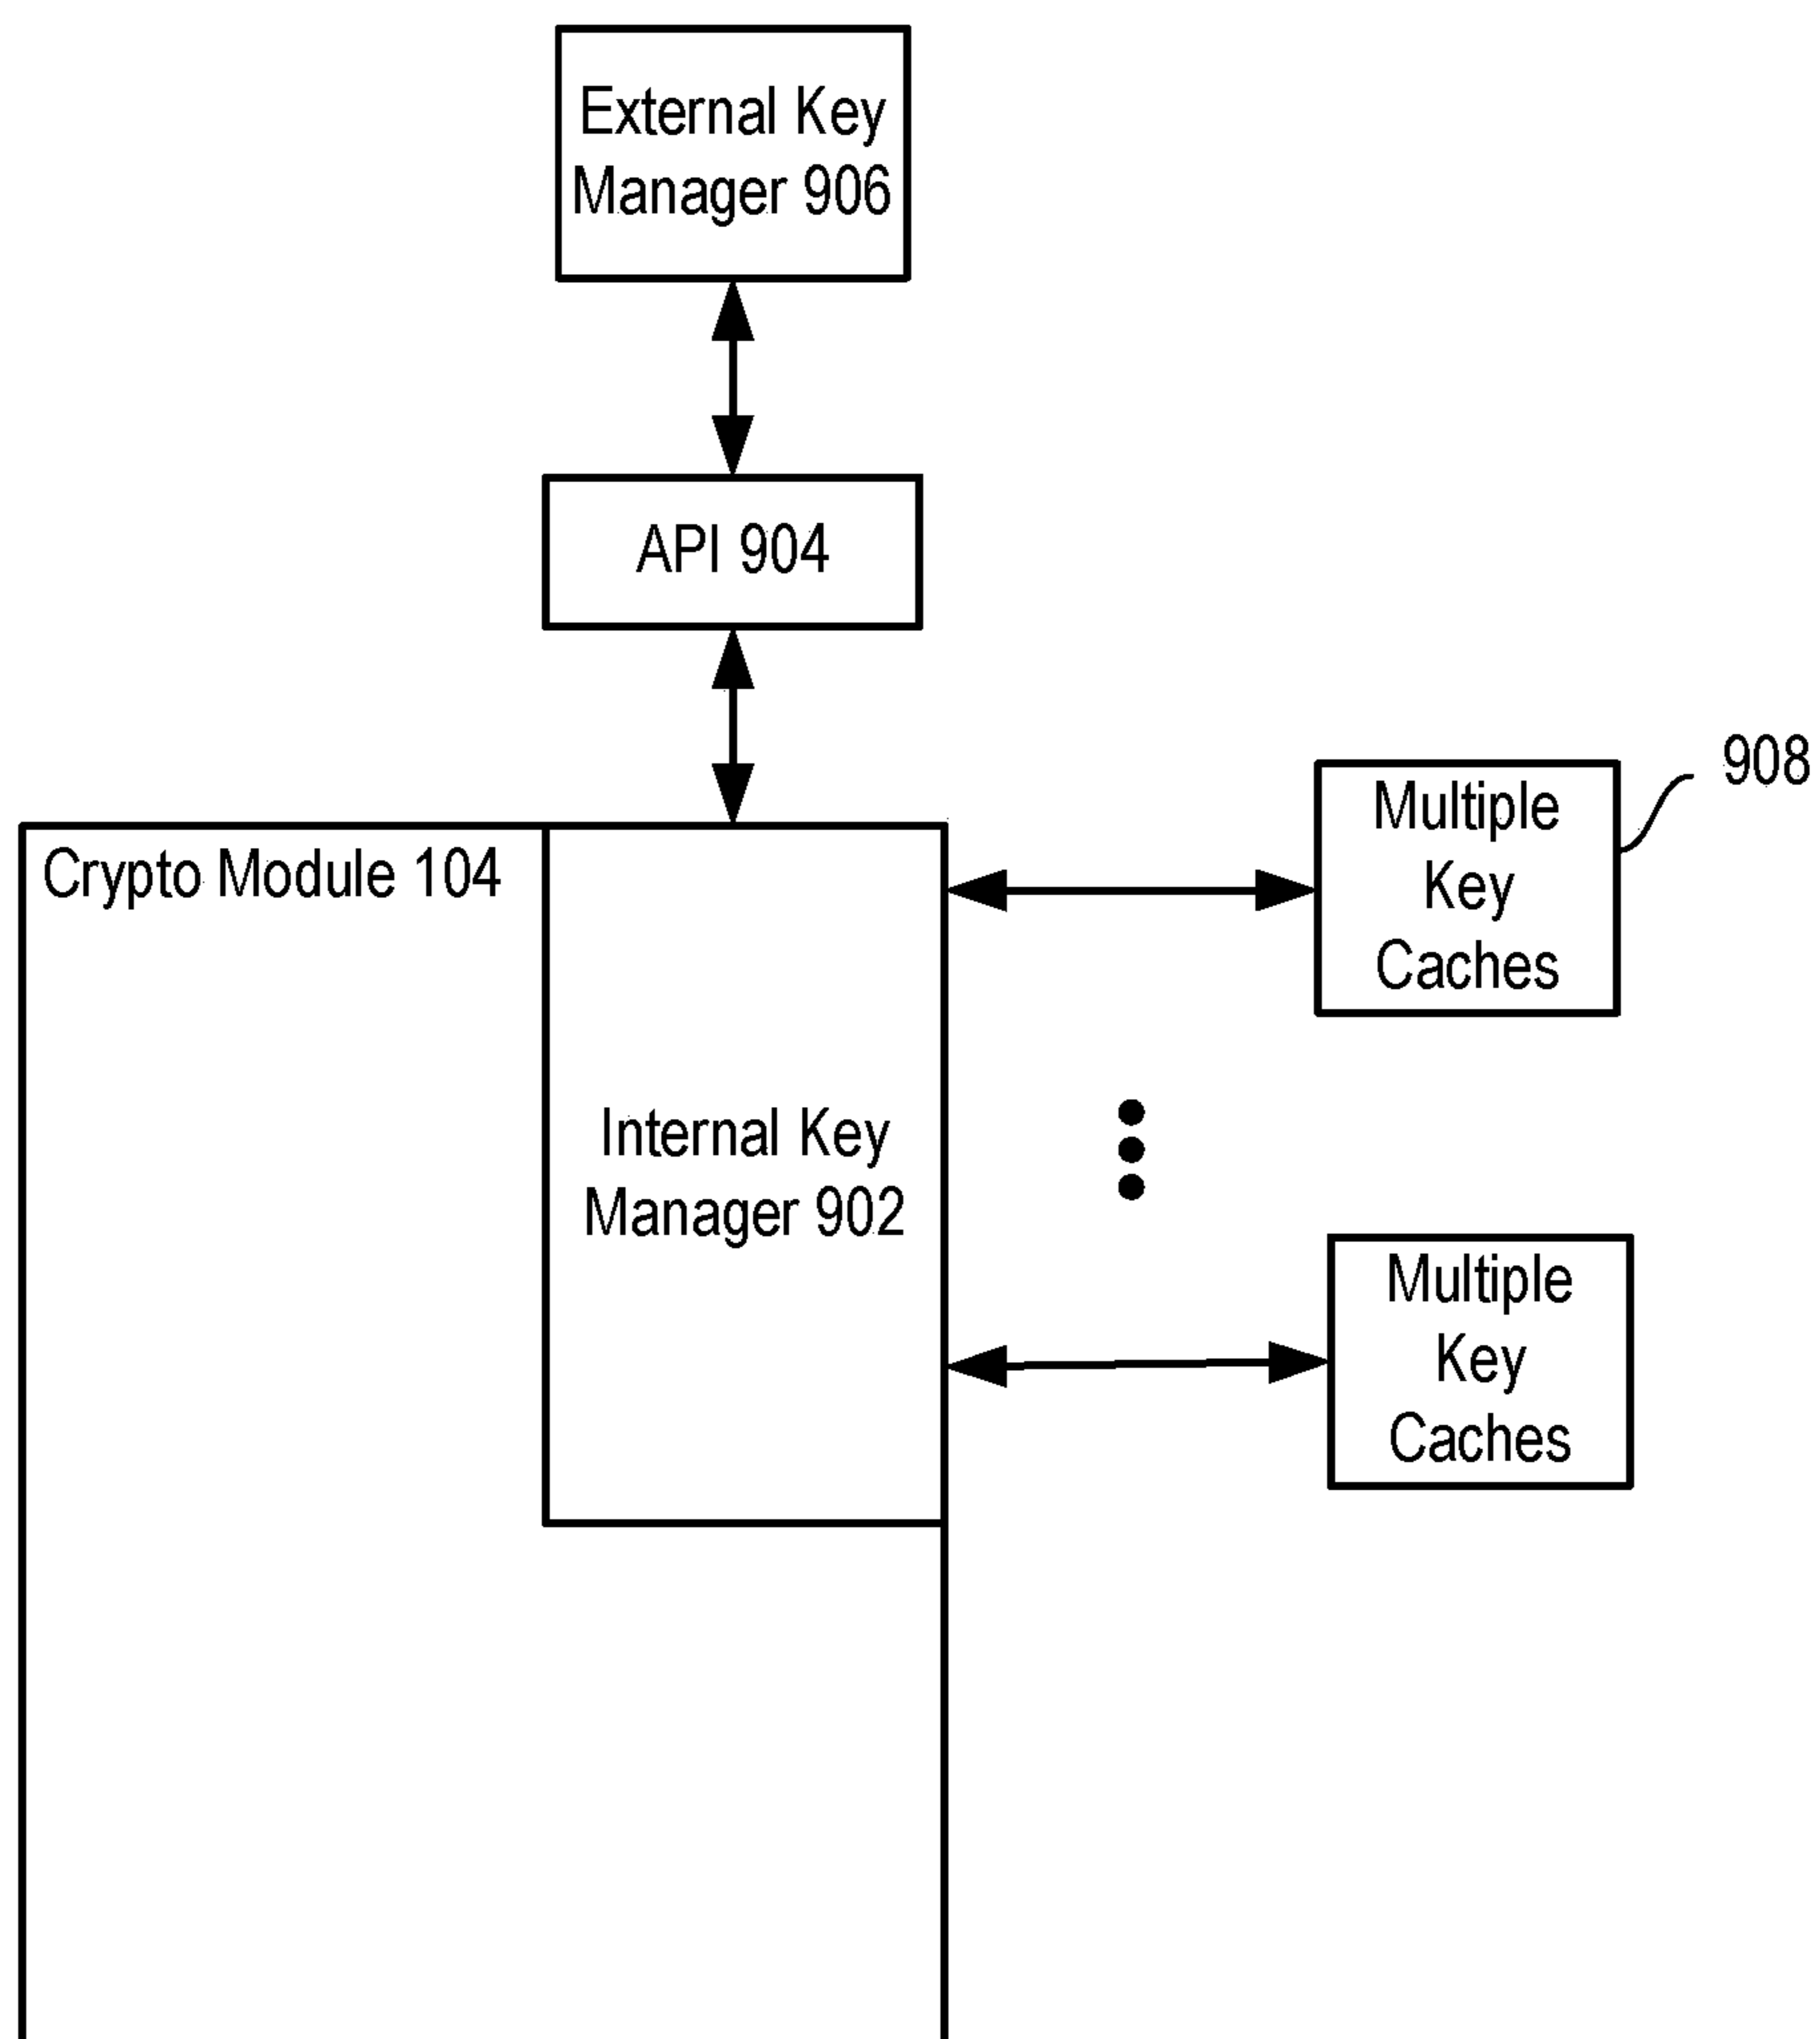 External Key
Manager 906
API 904
908
Multiple
Key
Caches
Crypto Module 104
Internal Key
Manager 902
Multiple
Key
Caches